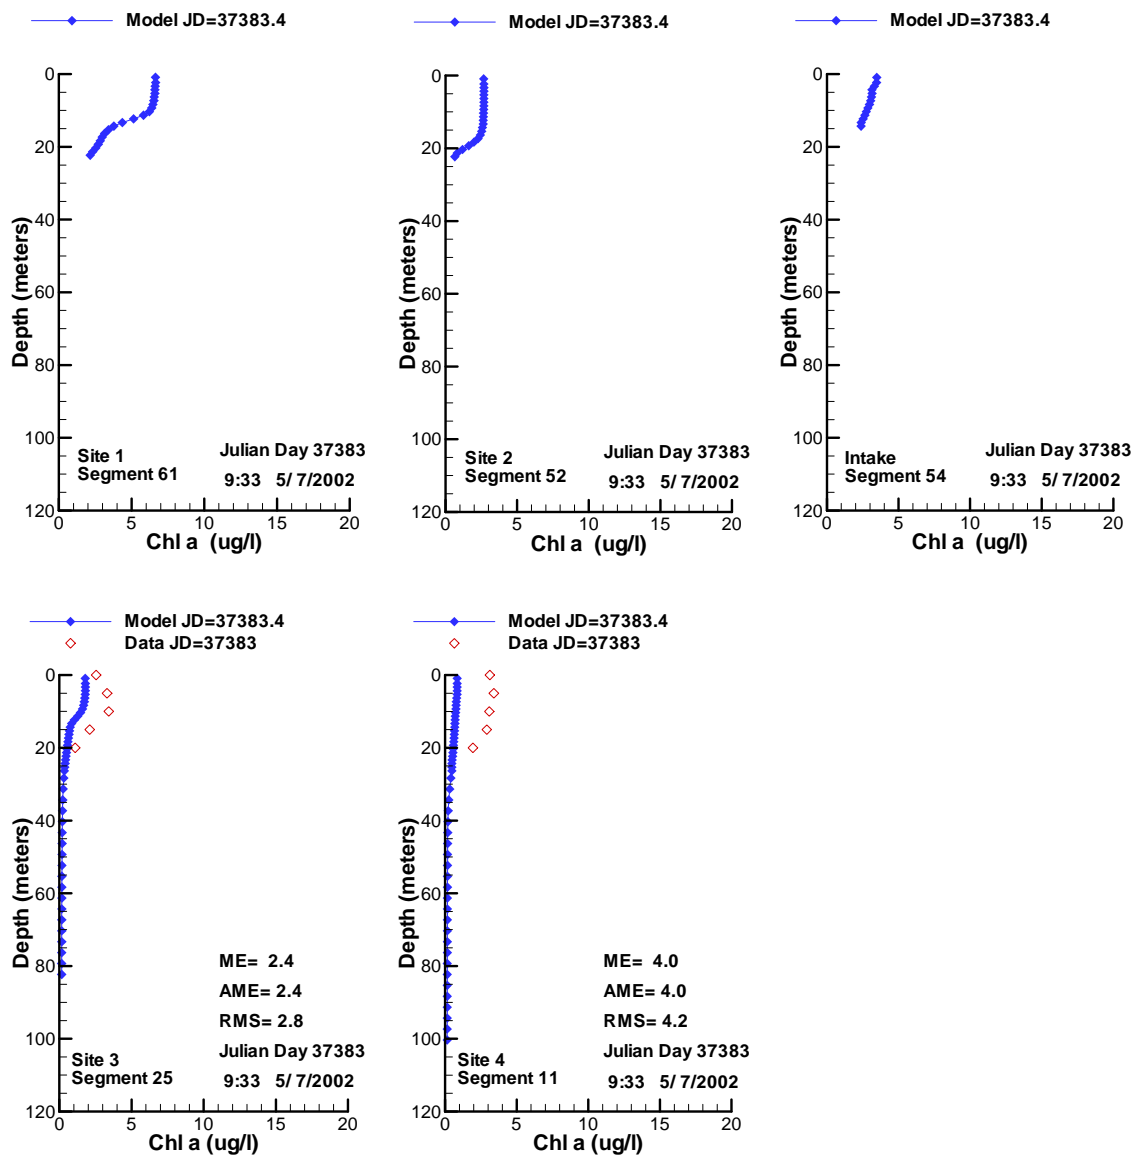 Model JD=37383.4
0
20
40
60
80
100
120
Depth (meters)
Site 1
Segment 61
Julian Day 37383
9:33 5/ 7/2002
0 5 10 15 20
Chl a (ug/l)
Model JD=37383.4
0
20
40
60
80
100
120
Depth (meters)
Site 2
Segment 52
Julian Day 37383
9:33 5/ 7/2002
0 5 10 15 20
Chl a (ug/l)
Model JD=37383.4
0
20
40
60
80
100
120
Depth (meters)
Intake
Segment 54
Julian Day 37383
9:33 5/ 7/2002
0 5 10 15 20
Chl a (ug/l)
Model JD=37383.4
Data JD=37383
0
20
40
60
80
100
120
Depth (meters)
ME= 2.4
AME= 2.4
RMS= 2.8
Site 3
Segment 25
Julian Day 37383
9:33 5/ 7/2002
0 5 10 15 20
Chl a (ug/l)
Model JD=37383.4
Data JD=37383
0
20
40
60
80
100
120
Depth (meters)
ME= 4.0
AME= 4.0
RMS= 4.2
Site 4
Segment 11
Julian Day 37383
9:33 5/ 7/2002
0 5 10 15 20
Chl a (ug/l)